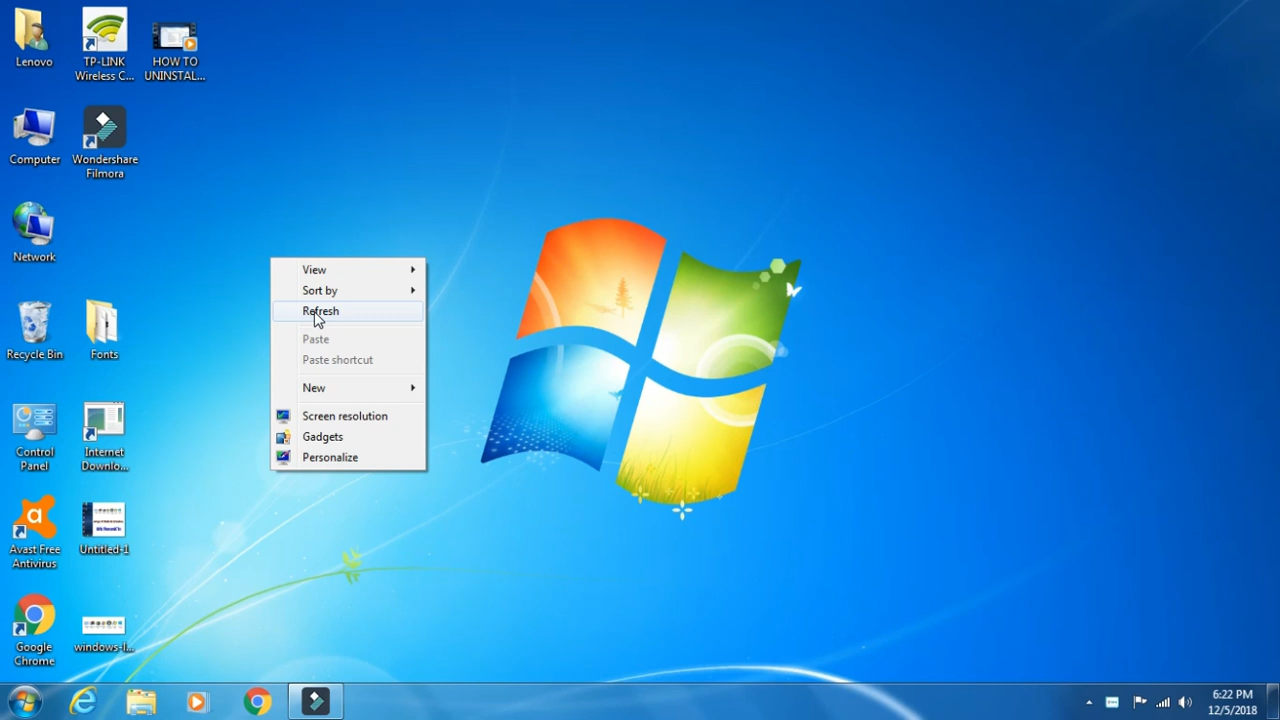 Lenovo
TP-LINK
Wireless C...
HOW TO
UNINSTAL...
Computer
Wondershare
Filmora
Network
Recycle Bin
Fonts
Control
Panel
Internet
Downlo...
Avast Free
Antivirus
Untitled-1
Google
Chrome
windows-l...
View
Sort by
Refresh
Paste
Paste shortcut
New
Screen resolution
Gadgets
Personalize
6:22 PM
12/5/2018